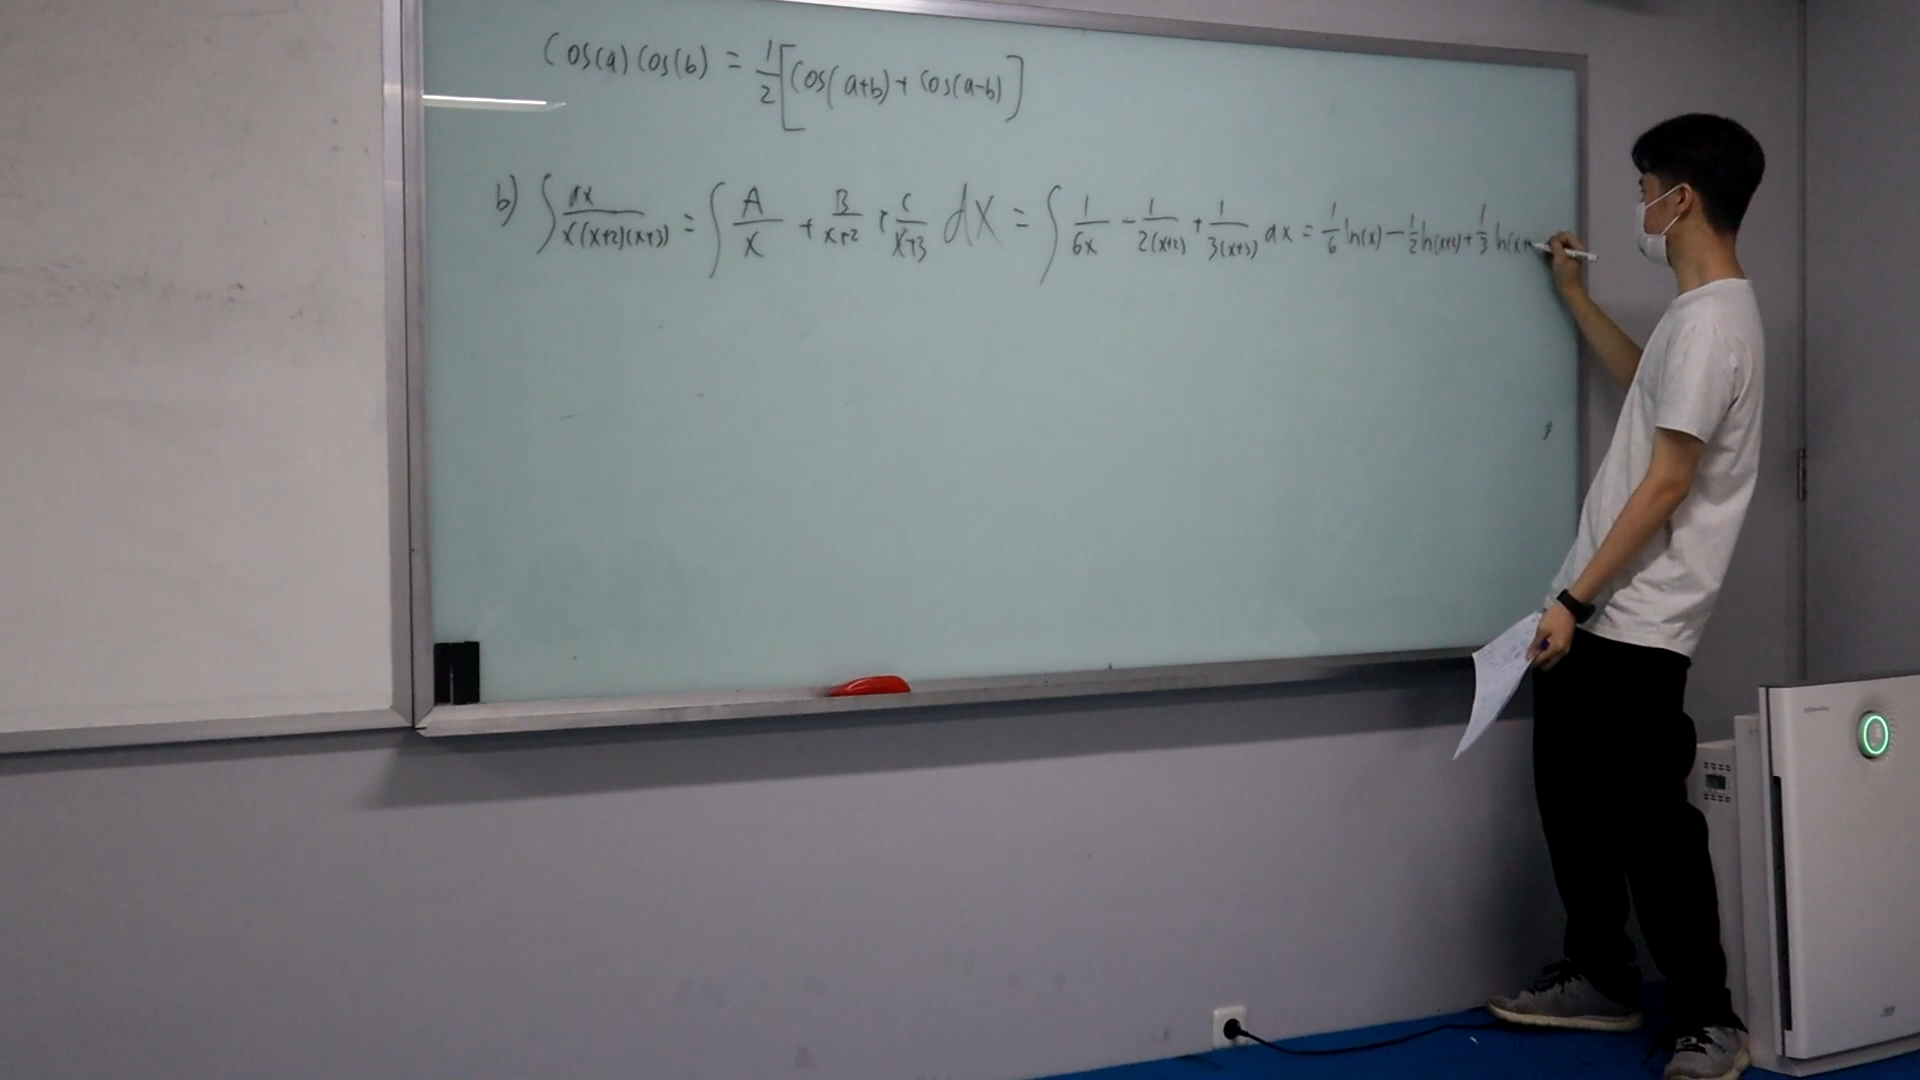 Cos(a) Cos(b) = 1/2 [Cos(a+b) + Cos(a-b)]
b) ∫ dx / x(x+2)(x+3) = ∫ A/x + B/x+2 + C/x+3 dx = ∫ 1/6x - 1/2(x+2) + 1/3(x+3) dx = 1/6 ln(x) - 1/2 ln(x+2) + 1/3 ln(x+